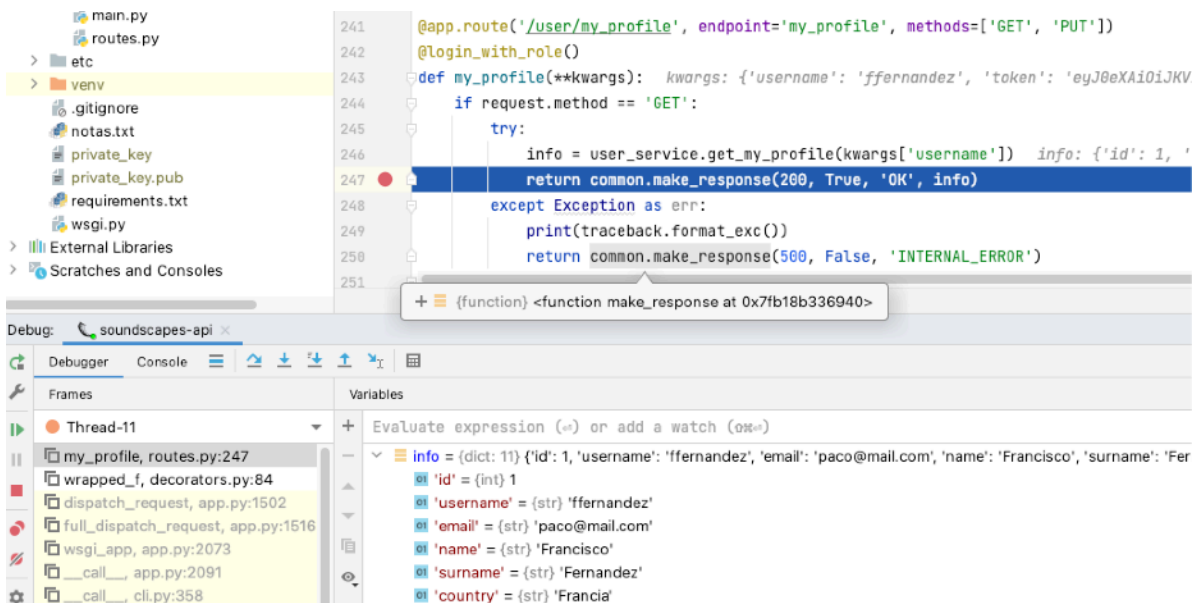 main.py
routes.py
etc
venv
.gitignore
notas.txt
private_key
private_key.pub
requirements.txt
wsgi.py
External Libraries
Scratches and Consoles
241 @app.route('/user/my_profile', endpoint='my_profile', methods=['GET', 'PUT'])
242 @login_with_role()
243 def my_profile(**kwargs): kwargs: {'username': 'ffernandez', 'token': 'eyJ0eXAiOiJKV
244 if request.method == 'GET':
245 try:
246 info = user_service.get_my_profile(kwargs['username']) info: {'id': 1, '
247 return common.make_response(200, True, 'OK', info)
248 except Exception as err:
249 print(traceback.format_exc())
250 return common.make_response(500, False, 'INTERNAL_ERROR')
251
+ {function} <function make_response at 0x7fb18b336940>
Debug: soundscapes-api
Debugger Console
Frames
Variables
Thread-11
Evaluate expression (⏎) or add a watch (⇧⌘⏎)
my_profile, routes.py:247
wrapped_f, decorators.py:84
dispatch_request, app.py:1502
full_dispatch_request, app.py:1516
wsgi_app, app.py:2073
__call__, app.py:2091
__call__, cli.py:358
info = {dict: 11} {'id': 1, 'username': 'ffernandez', 'email': 'paco@mail.com', 'name': 'Francisco', 'surname': 'Fer
01 'id' = {int} 1
01 'username' = {str} 'ffernandez'
01 'email' = {str} 'paco@mail.com'
01 'name' = {str} 'Francisco'
01 'surname' = {str} 'Fernandez'
01 'country' = {str} 'Francia'